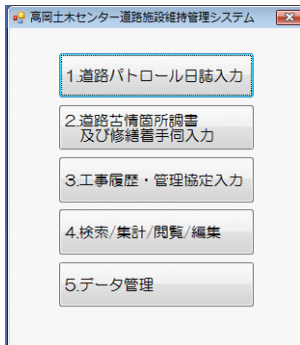 高岡土木センター道路施設維持管理システム
1.道路パトロール日誌入力
2.道路苦情箇所調書
及び修繕着手伺入力
3.工事履歴・管理協定入力
4.検索/集計/閲覧/編集
5.データ管理